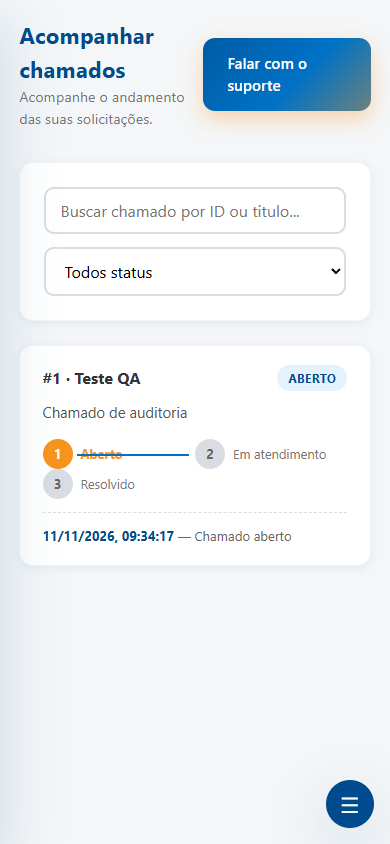 Acompanhar
chamados
Acompanhe o andamento
das suas solicitações.
Falar com o
suporte
Buscar chamado por ID ou titulo...
Todos status
#1 · Teste QA
ABERTO
Chamado de auditoria
1 Aberto 2 Em atendimento
3 Resolvido
11/11/2026, 09:34:17 — Chamado aberto